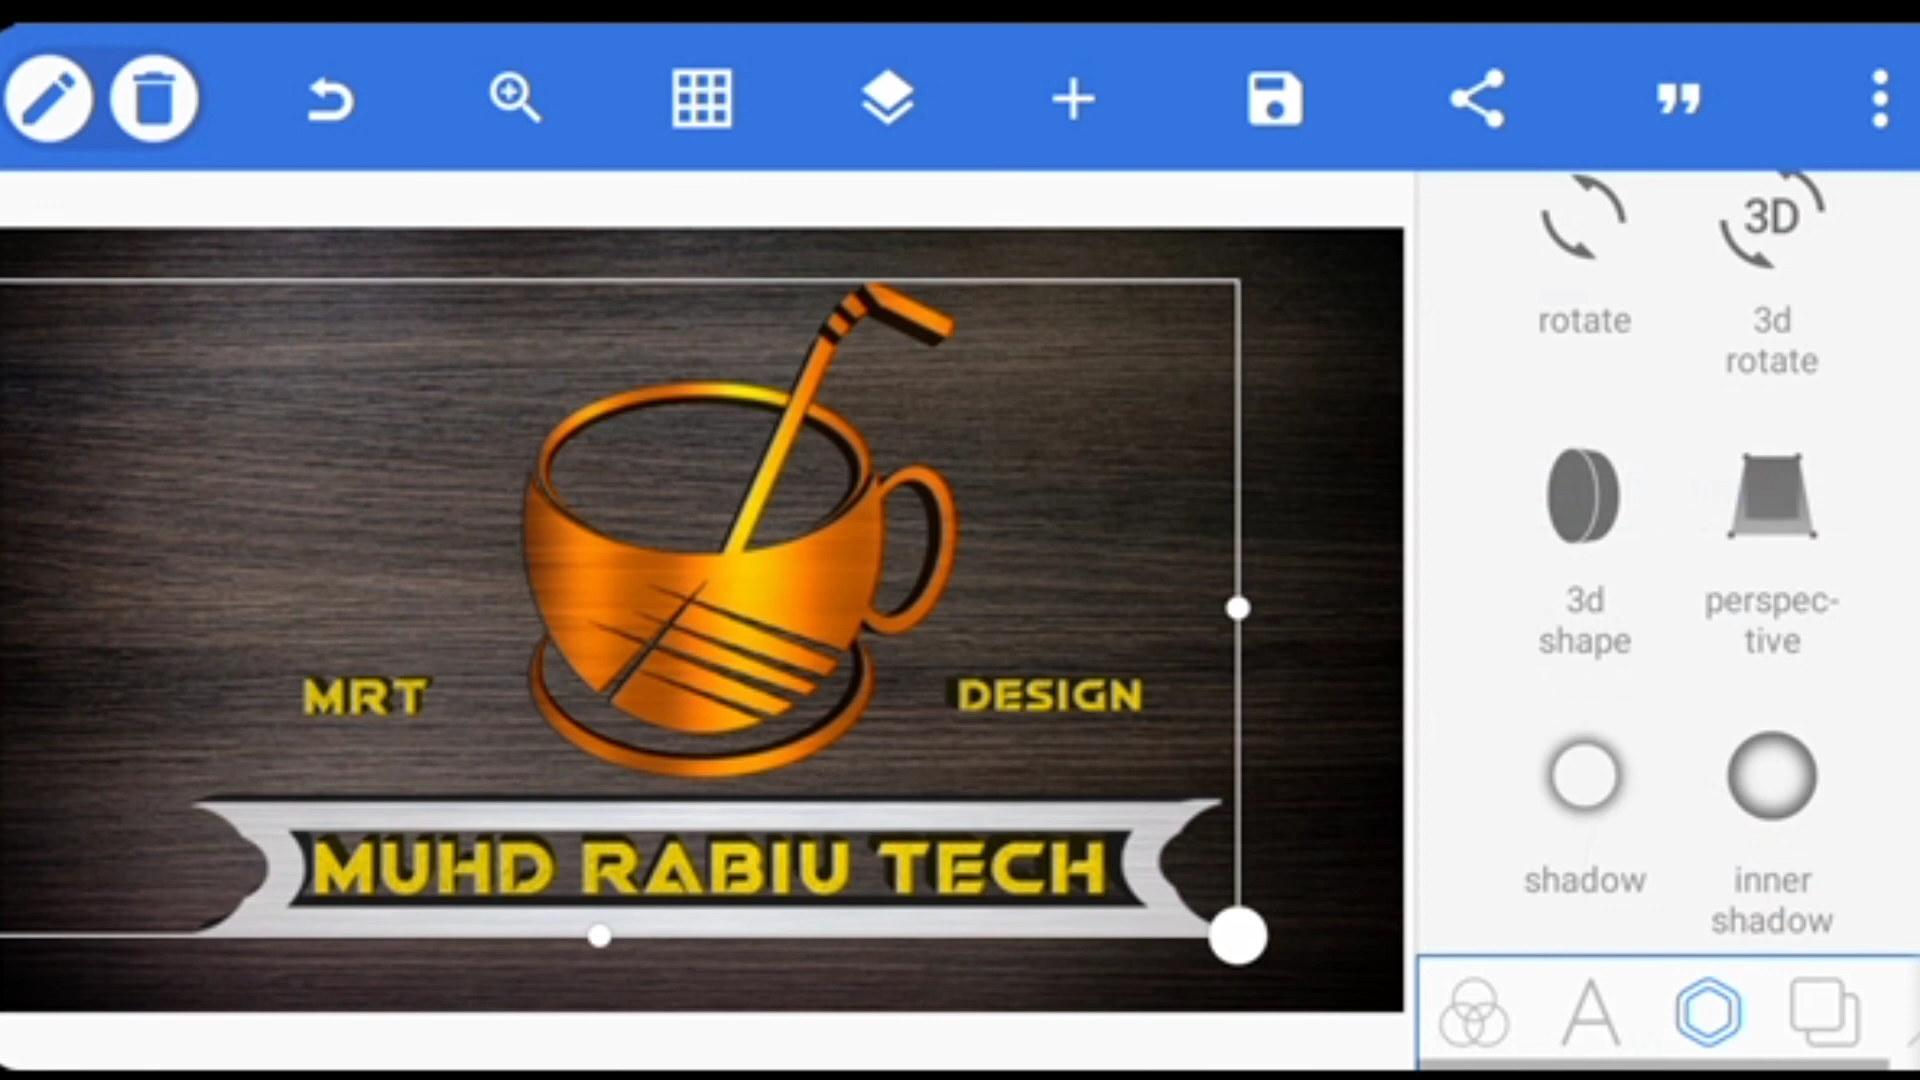 3D
rotate
3d
rotate
3d
shape
perspec-
tive
MRT
DESIGN
MUHD RABIU TECH
shadow
inner
shadow
A